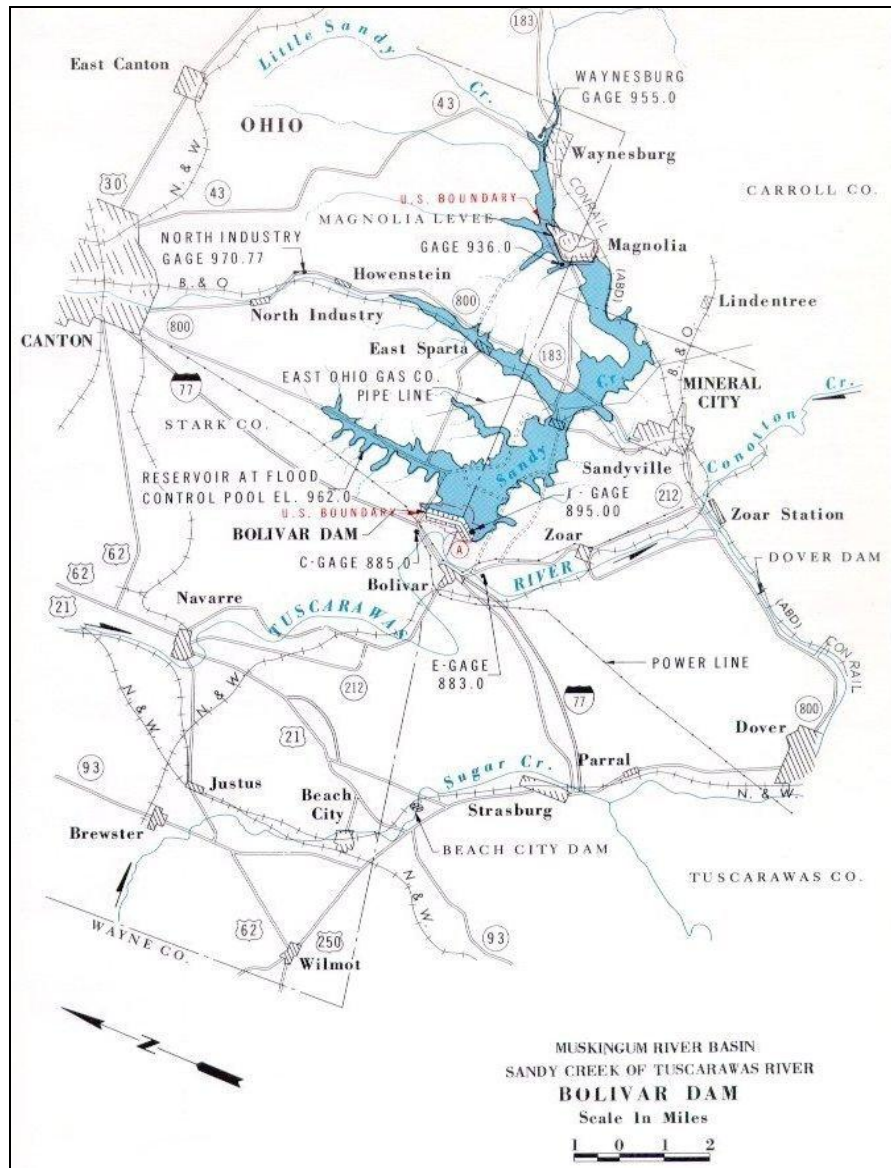 183
Little Sandy Cr.
East Canton
WAYNESBURG
GAGE 955.0
43
OHIO
Waynesburg
30
N. & W.
43
U.S. BOUNDARY
CONRAIL
CARROLL CO.
MAGNOLIA LEVEE
NORTH INDUSTRY
GAGE 970.77
GAGE 936.0
Magnolia
(ABD)
B. & O
Howenstein
800
Lindentree
North Industry
CANTON
800
East Sparta
183
B. & O
77
EAST OHIO GAS CO.
PIPE LINE
Cr.
MINERAL
CITY
Conotton Cr.
STARK CO.
Sandy
Sandyville
RESERVOIR AT FLOOD
CONTROL POOL EL. 962.0
212
U.S. BOUNDARY
I - GAGE
895.00
Zoar Station
BOLIVAR DAM
A
Zoar
DOVER DAM
62
C-GAGE 885.0
Bolivar
RIVER
62
21
Navarre
TUSCARAWAS
(ABD)
CONRAIL
E-GAGE
883.0
POWER LINE
212
N. & W.
N. & W.
77
800
Dover
21
93
Sugar Cr.
Parral
Justus
Beach
City
Strasburg
N. & W.
Brewster
BEACH CITY DAM
TUSCARAWAS CO.
N. & W.
WAYNE CO.
62
250
93
Wilmot
N
MUSKINGUM RIVER BASIN
SANDY CREEK OF TUSCARAWAS RIVER
BOLIVAR DAM
Scale In Miles
1 0 1 2